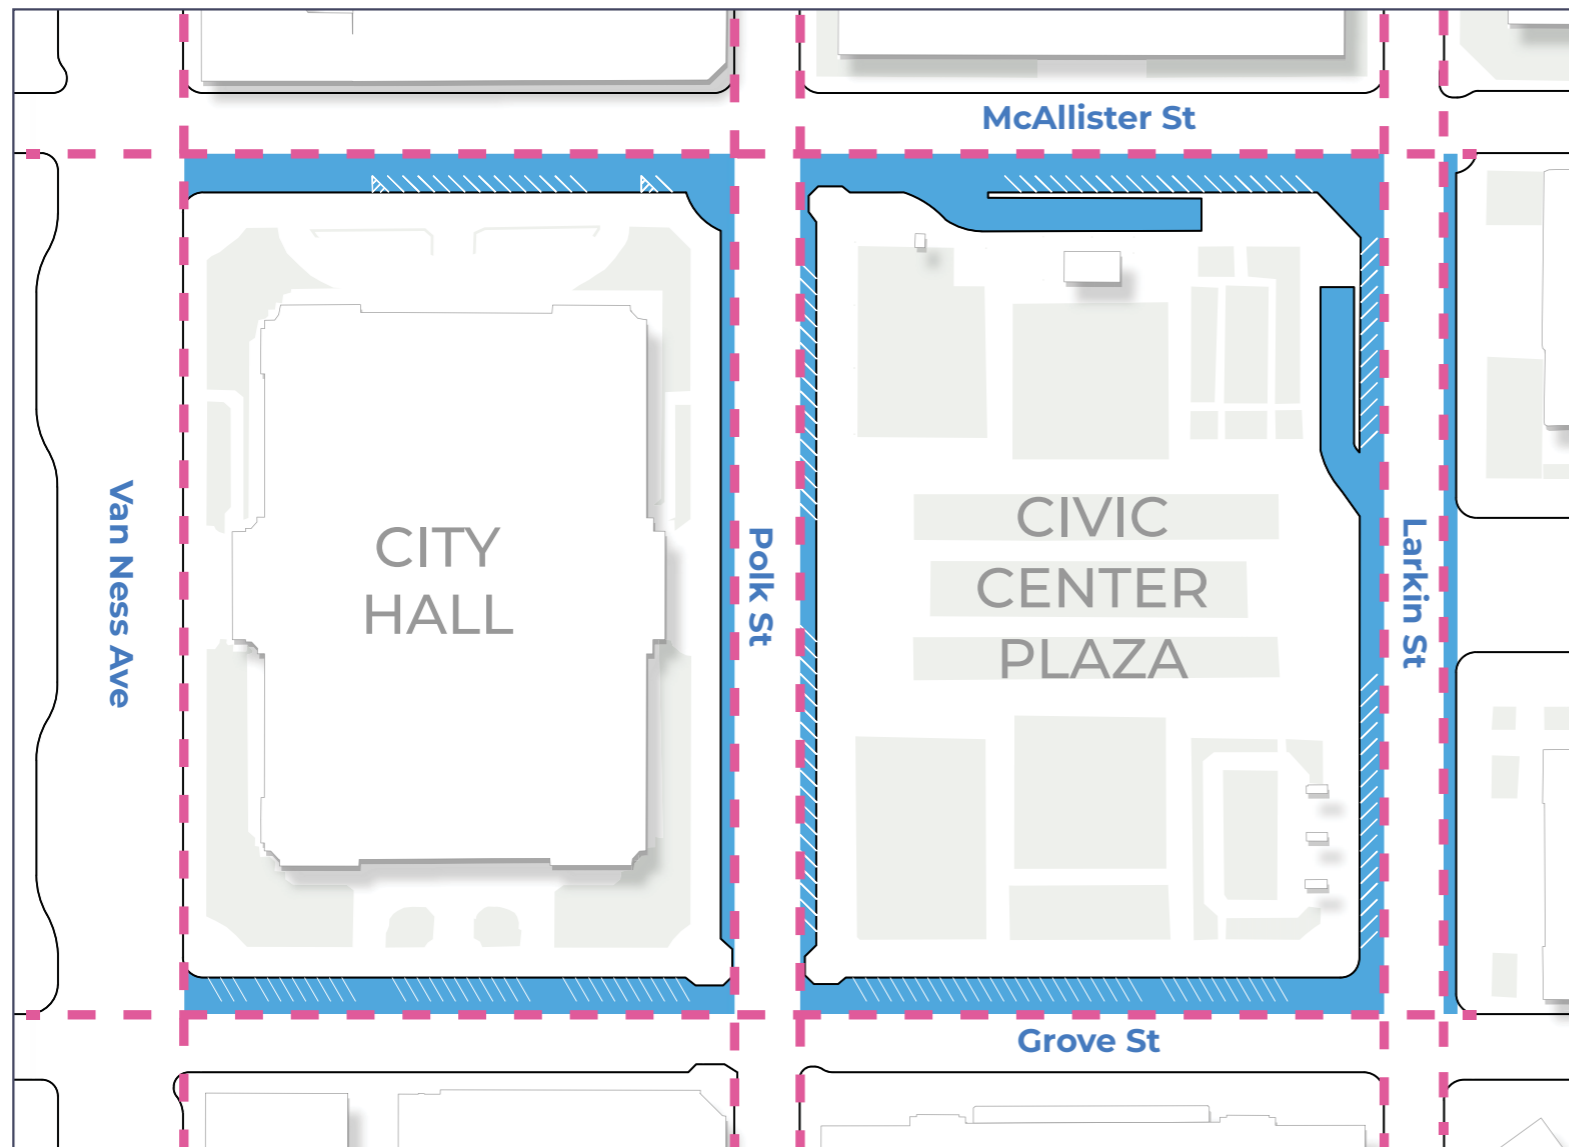 McAllister St
CITY
HALL
CIVIC
CENTER
PLAZA
Van Ness Ave
Polk St
Larkin St
Grove St